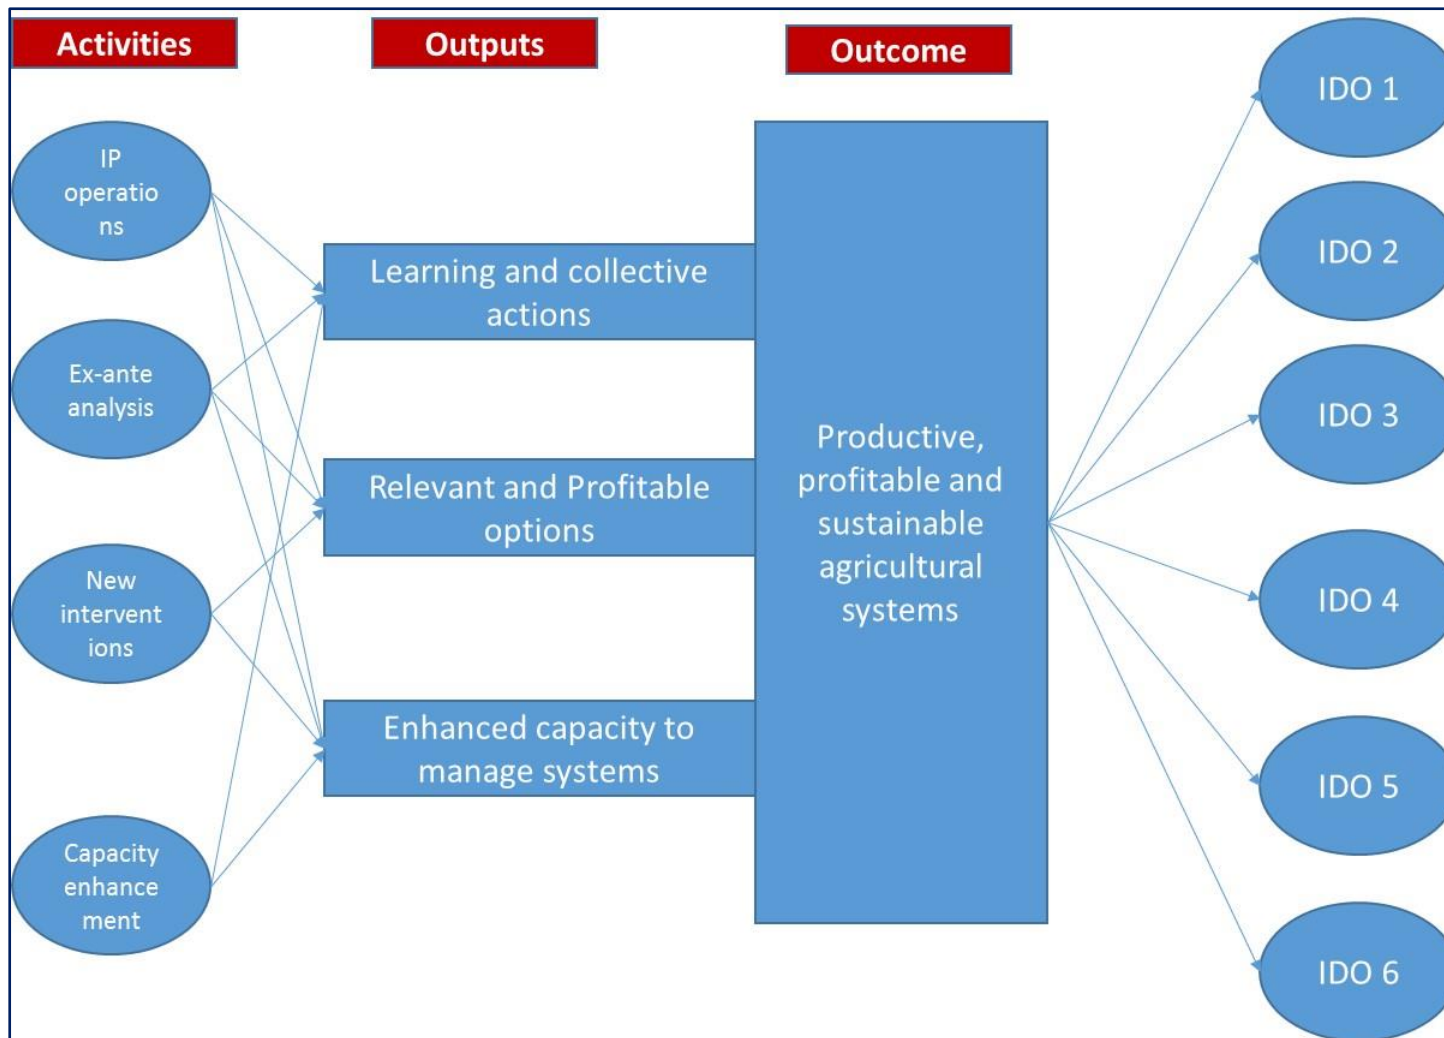 Activities
Outputs
Outcome
IP
operatio
ns
Ex-ante
analysis
New
intervent
ions
Capacity
enhance
ment
Learning and collective
actions
Relevant and Profitable
options
Enhanced capacity to
manage systems
Productive,
profitable and
sustainable
agricultural
systems
IDO 1
IDO 2
IDO 3
IDO 4
IDO 5
IDO 6